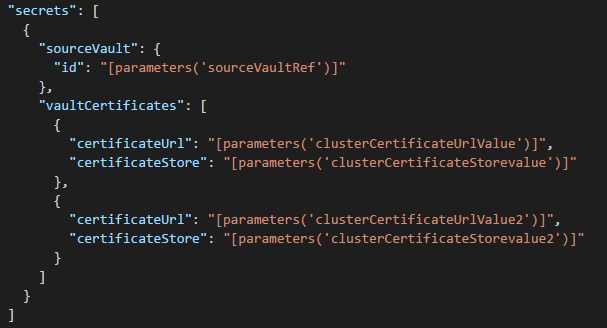 "secrets": [
  {
    "sourceVault": {
      "id": "[parameters('sourceVaultRef')]"
    },
    "vaultCertificates": [
      {
        "certificateUrl": "[parameters('clusterCertificateUrlValue')]",
        "certificateStore": "[parameters('clusterCertificateStorevalue')]"
      },
      {
        "certificateUrl": "[parameters('clusterCertificateUrlValue2')]",
        "certificateStore": "[parameters('clusterCertificateStorevalue2')]"
      }
    ]
  }
]